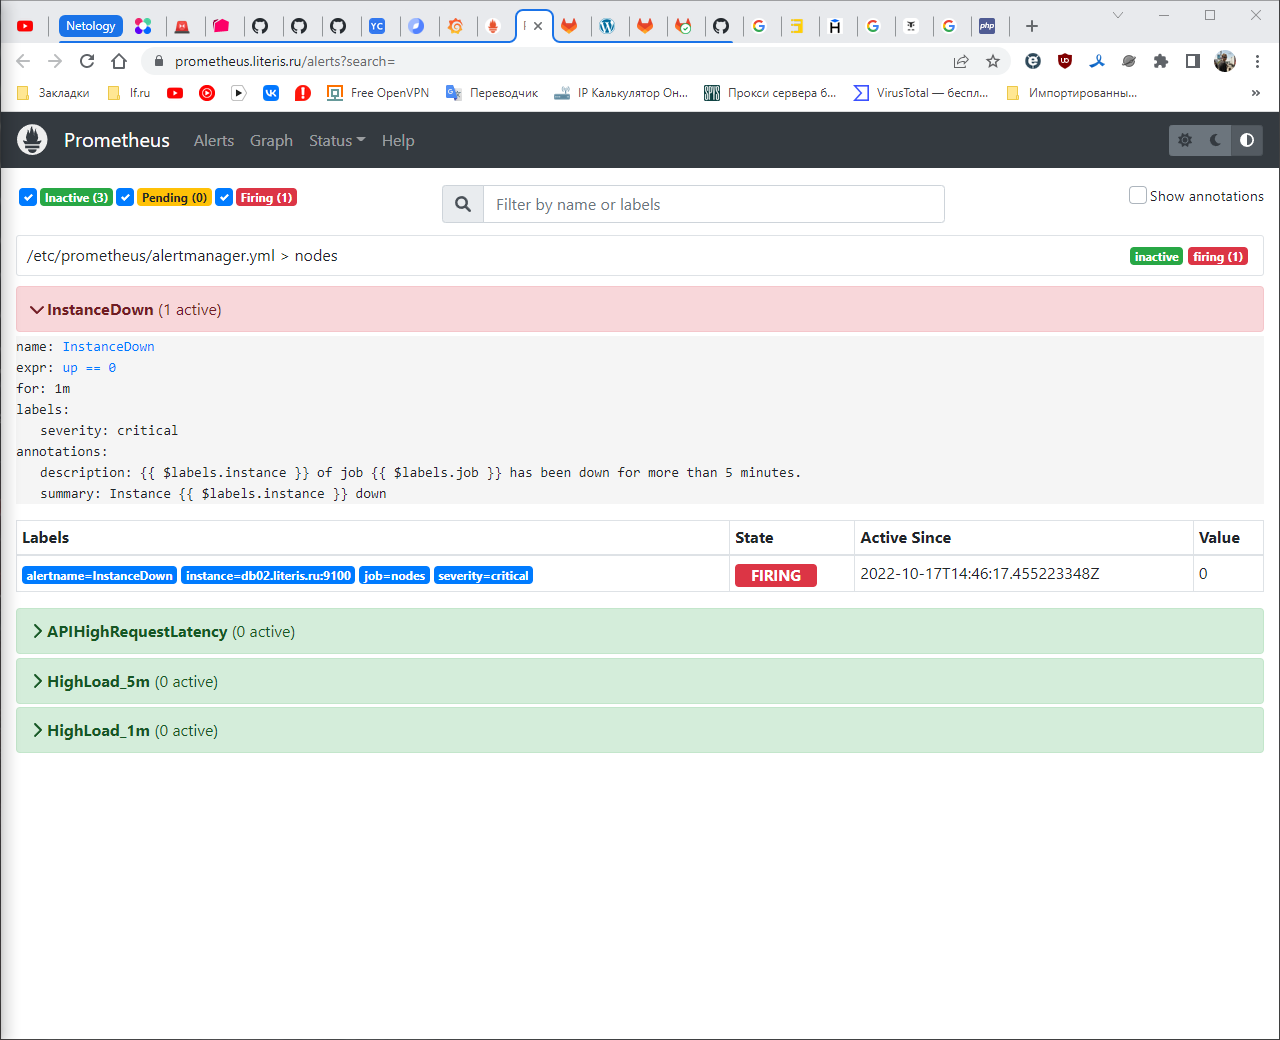 Netology
YC
php
prometheus.literis.ru/alerts?search=
Закладки
lf.ru
Free OpenVPN
Переводчик
IP Калькулятор Он...
Прокси сервера б...
VirusTotal — беспл...
Импортированны...
»
Prometheus
Alerts
Graph
Status
Help
Inactive (3)
Pending (0)
Firing (1)
Filter by name or labels
Show annotations
/etc/prometheus/alertmanager.yml > nodes
inactive
firing (1)
InstanceDown (1 active)
name: InstanceDown
expr: up == 0
for: 1m
labels:
severity: critical
annotations:
description: {{ $labels.instance }} of job {{ $labels.job }} has been down for more than 5 minutes.
summary: Instance {{ $labels.instance }} down
Labels State Active Since Value
alertname=InstanceDown instance=db02.literis.ru:9100 job=nodes severity=critical FIRING 2022-10-17T14:46:17.455223348Z 0
APIHighRequestLatency (0 active)
HighLoad_5m (0 active)
HighLoad_1m (0 active)